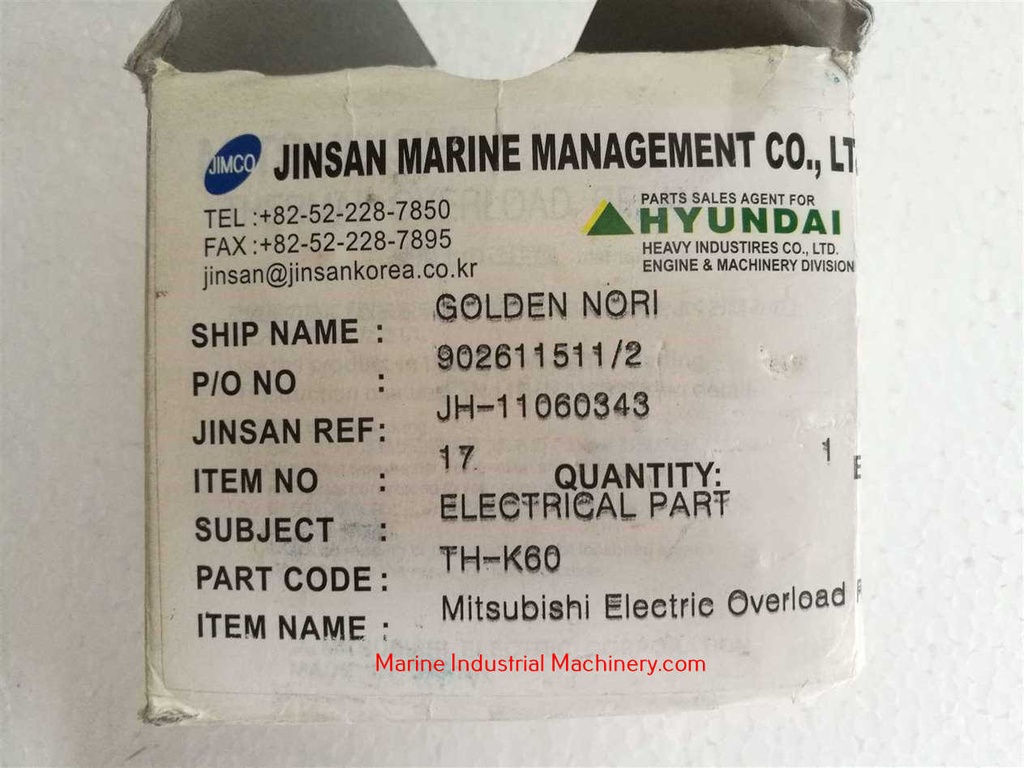 JIMCO JINSAN MARINE MANAGEMENT CO., LT
TEL :+82-52-228-7850
FAX :+82-52-228-7895
jinsan@jinsankorea.co.kr
PARTS SALES AGENT FOR
HYUNDAI
HEAVY INDUSTIRES CO., LTD.
ENGINE & MACHINERY DIVISION
SHIP NAME : GOLDEN NORI
P/O NO : 902611511/2
JINSAN REF: JH-11060343
ITEM NO : 17 QUANTITY: 1 E
SUBJECT : ELECTRICAL PART
PART CODE : TH-K60
ITEM NAME : Mitsubishi Electric Overload
Marine Industrial Machinery.com